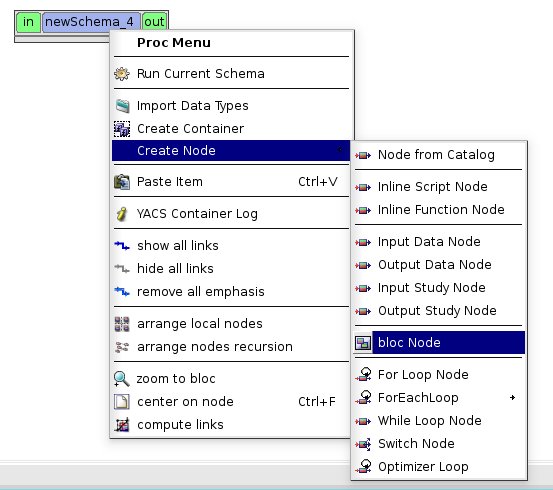 in newSchema_4 out
Proc Menu
Run Current Schema
Import Data Types
Create Container
Create Node
Paste Item Ctrl+V
YACS Container Log
show all links
hide all links
remove all emphasis
arrange local nodes
arrange nodes recursion
zoom to bloc
center on node Ctrl+F
compute links
Node from Catalog
Inline Script Node
Inline Function Node
Input Data Node
Output Data Node
Input Study Node
Output Study Node
bloc Node
For Loop Node
ForEachLoop
While Loop Node
Switch Node
Optimizer Loop